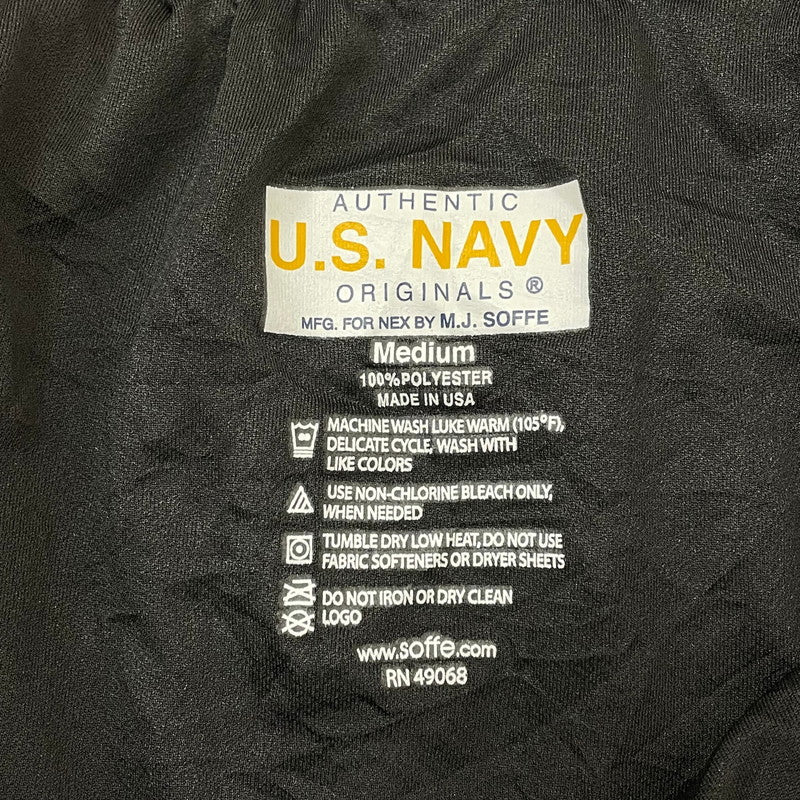 AUTHENTIC
U.S. NAVY
ORIGINALS ®
MFG. FOR NEX BY M.J. SOFFE
Medium
100% POLYESTER
MADE IN USA
MACHINE WASH LUKE WARM (105°F),
DELICATE CYCLE, WASH WITH
LIKE COLORS
USE NON-CHLORINE BLEACH ONLY,
WHEN NEEDED
TUMBLE DRY LOW HEAT, DO NOT USE
FABRIC SOFTENERS OR DRYER SHEETS
DO NOT IRON OR DRY CLEAN
LOGO
www.soffe.com
RN 49068